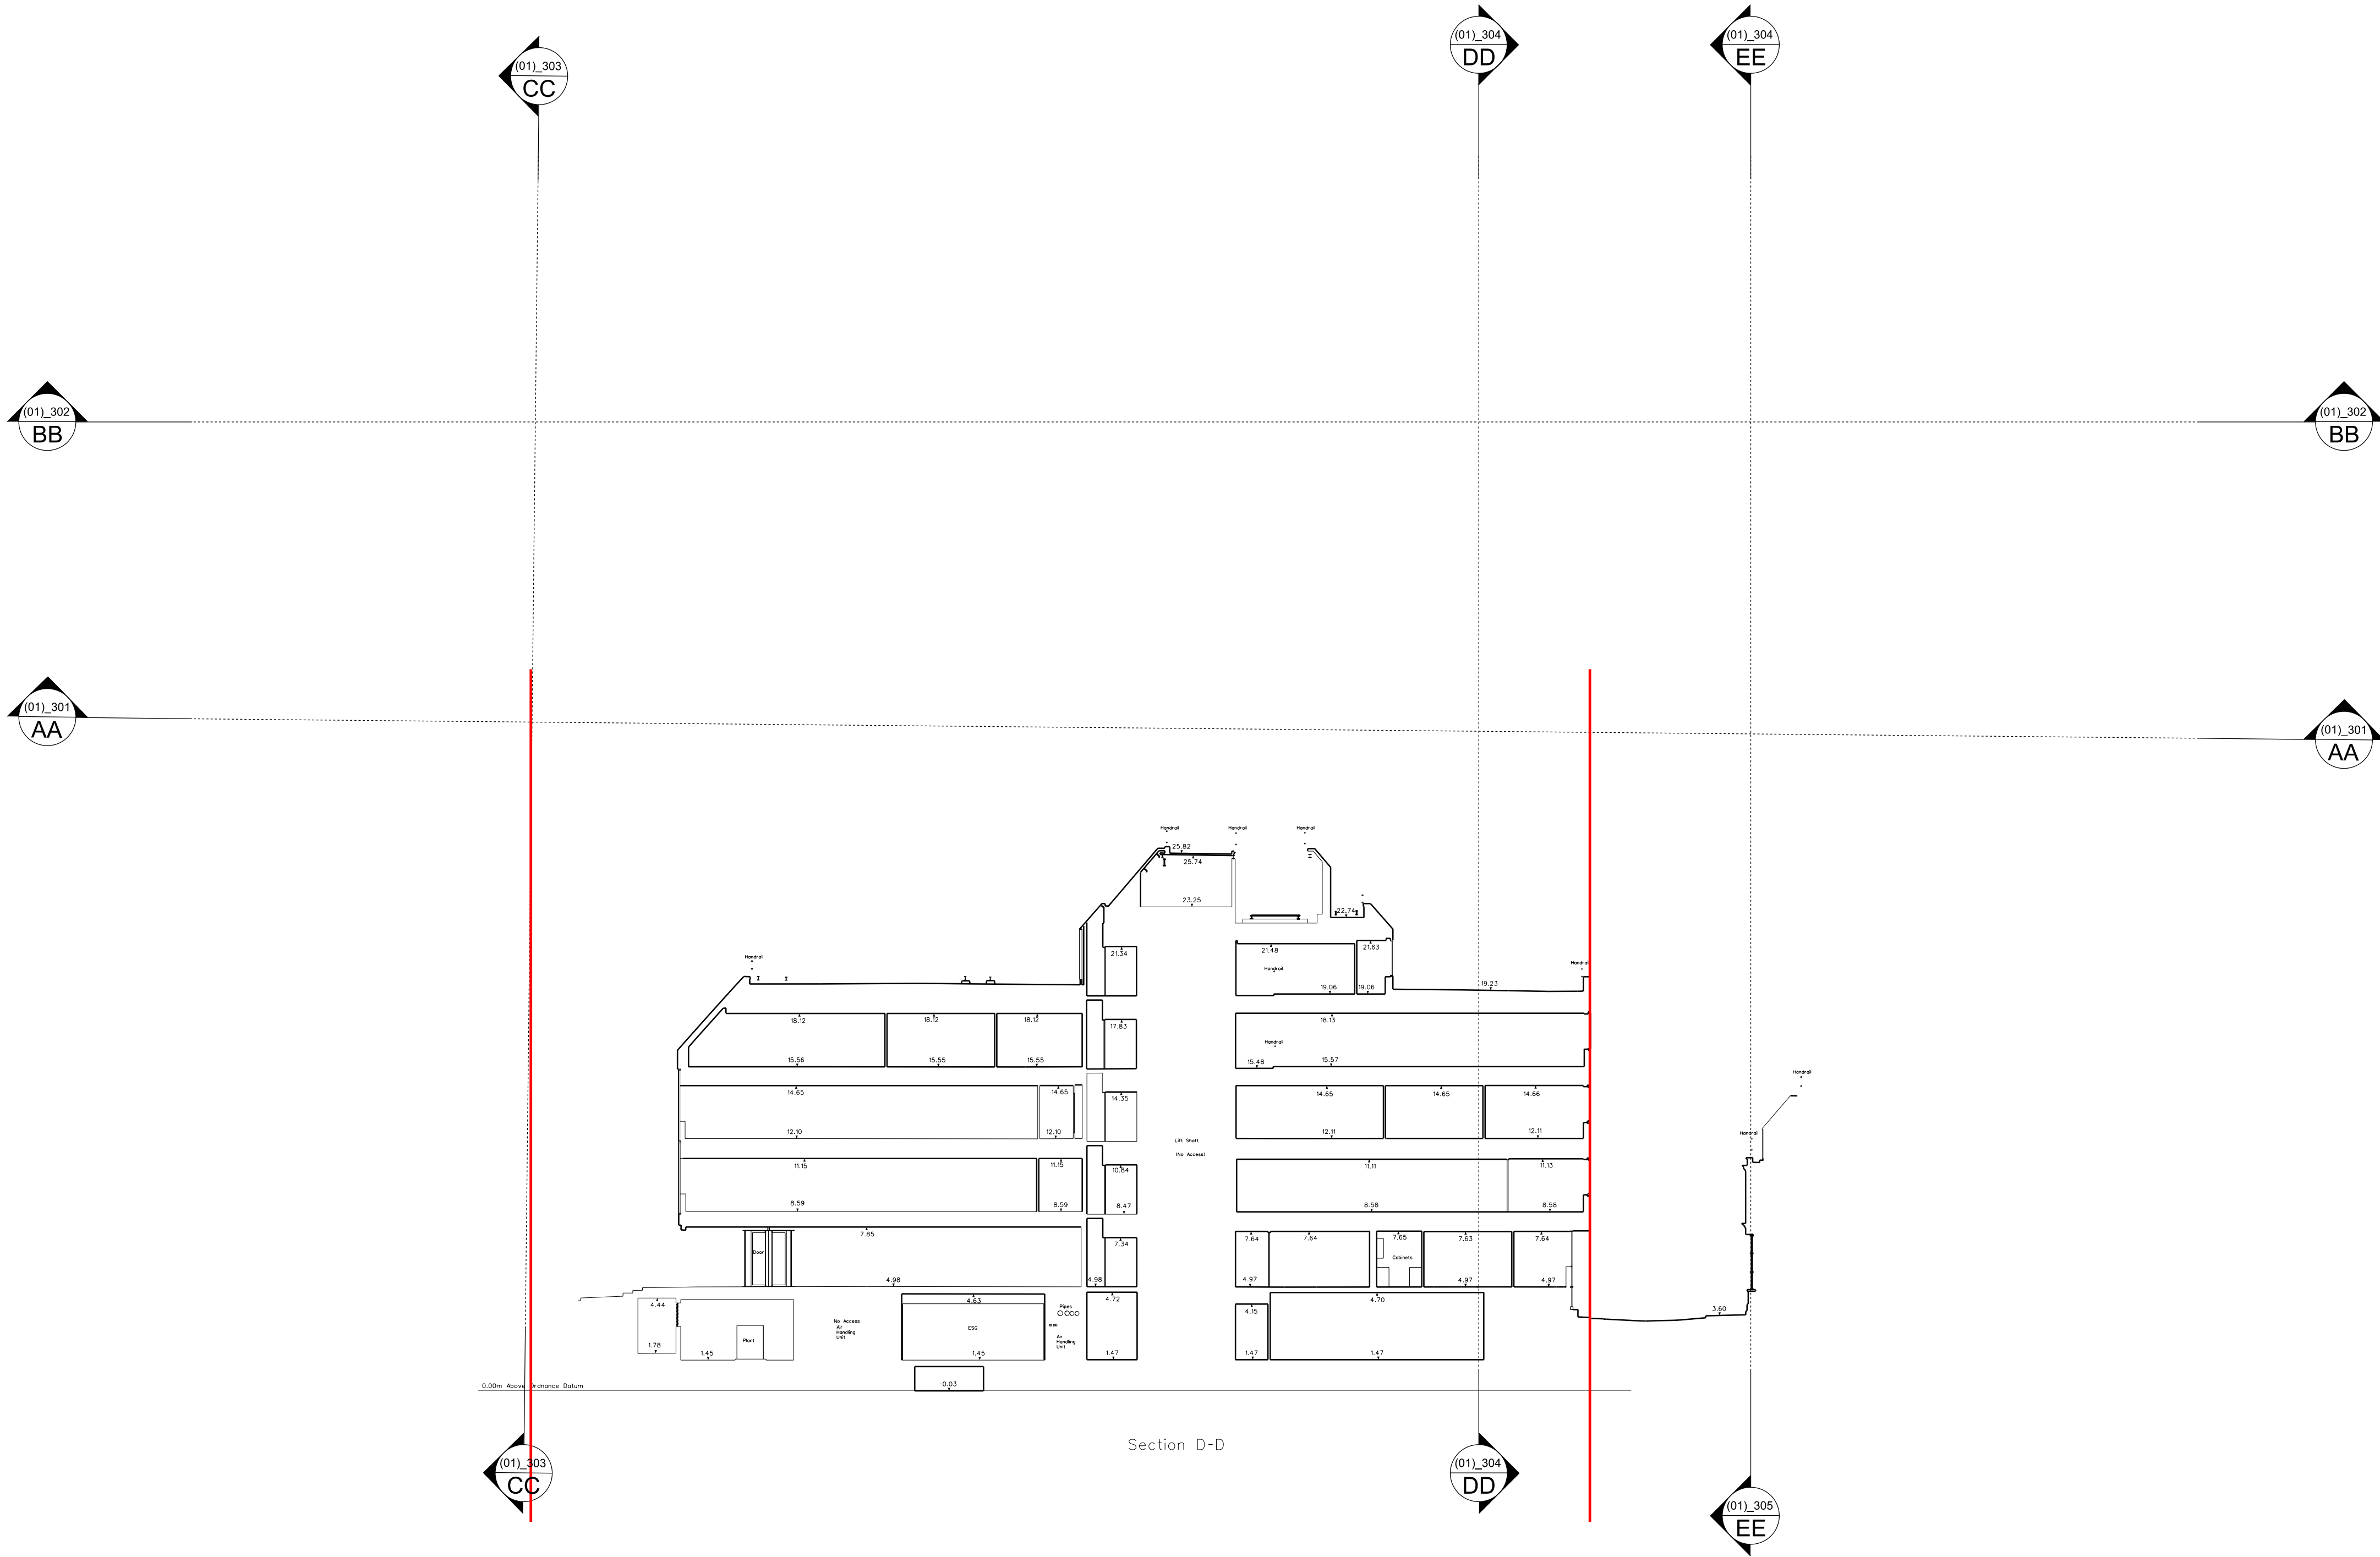 (01)_304
DD
(01)_304
EE
(01)_303
CC
(01)_302
BB
(01)_302
BB
(01)_301
AA
(01)_301
AA
Handrail
Handrail
Handrail
25.82
25.74
23.25
22.74
21.34
21.48
21.63
Handrail
Handrail
Handrail
19.06
19.06
19.23
18.12
18.12
18.12
17.83
18.13
Handrail
15.56
15.55
15.55
15.48
15.57
Handrail
14.65
14.65
14.35
14.65
14.65
14.66
12.10
12.10
12.11
12.11
Handrail
Lift Shaft
(No Access)
11.15
11.15
10.84
11.11
11.13
8.59
8.59
8.47
8.58
8.58
7.85
7.34
7.64
7.64
7.65
7.63
7.64
Door
Cabinets
4.98
4.98
4.97
4.97
4.97
4.44
4.63
Pipes
4.72
4.15
4.70
3.60
No Access
Air
Handling
Unit
ESG
Air
Handling
Unit
Plant
1.78
1.45
1.45
1.47
1.47
1.47
0.00m Above Ordnance Datum
-0.03
Section D-D
(01)_303
CC
(01)_304
DD
(01)_305
EE